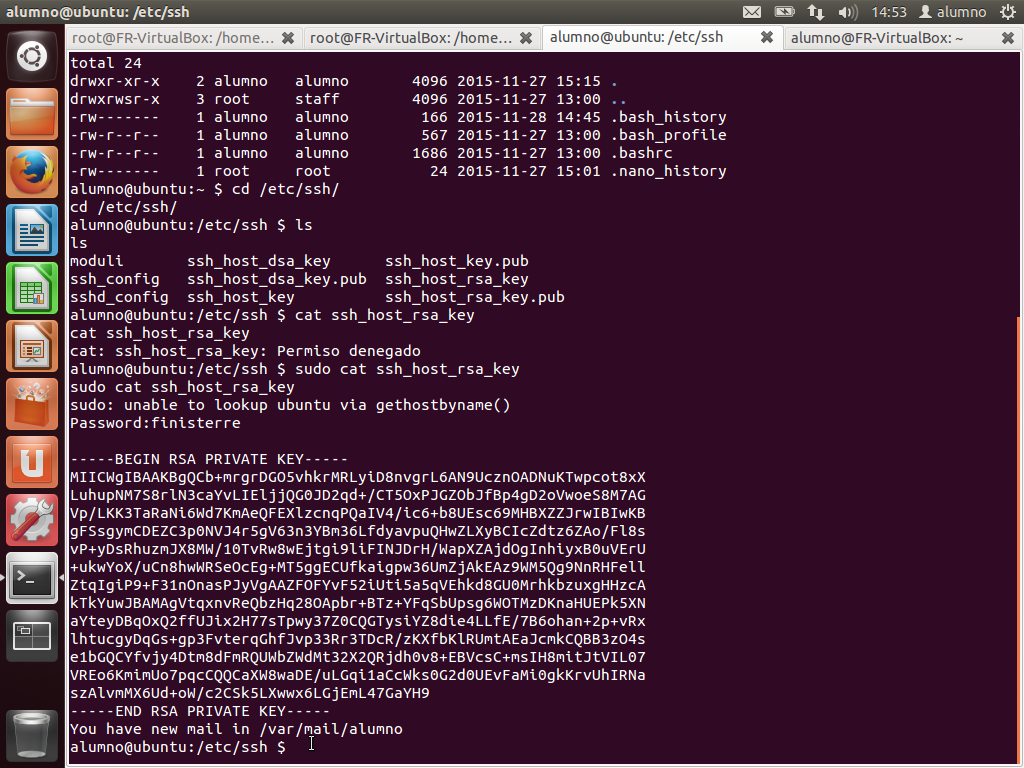 alumno@ubuntu: /etc/ssh
14:53
alumno
root@FR-VirtualBox: /home...
root@FR-VirtualBox: /home...
alumno@ubuntu: /etc/ssh
alumno@FR-VirtualBox: ~
total 24
drwxr-xr-x 2 alumno alumno 4096 2015-11-27 15:15 .
drwxrwsr-x 3 root staff 4096 2015-11-27 13:00 ..
-rw------- 1 alumno alumno 166 2015-11-28 14:45 .bash_history
-rw-r--r-- 1 alumno alumno 567 2015-11-27 13:00 .bash_profile
-rw-r--r-- 1 alumno alumno 1686 2015-11-27 13:00 .bashrc
-rw------- 1 root root 24 2015-11-27 15:01 .nano_history
alumno@ubuntu:~ $ cd /etc/ssh/
cd /etc/ssh/
alumno@ubuntu:/etc/ssh $ ls
ls
moduli ssh_host_dsa_key ssh_host_key.pub
ssh_config ssh_host_dsa_key.pub ssh_host_rsa_key
sshd_config ssh_host_key ssh_host_rsa_key.pub
alumno@ubuntu:/etc/ssh $ cat ssh_host_rsa_key
cat ssh_host_rsa_key
cat: ssh_host_rsa_key: Permiso denegado
alumno@ubuntu:/etc/ssh $ sudo cat ssh_host_rsa_key
sudo cat ssh_host_rsa_key
sudo: unable to lookup ubuntu via gethostbyname()
Password:finisterre
-----BEGIN RSA PRIVATE KEY-----
MIICWgIBAAKBgQCb+mrgrDGO5vhkrMRLyiD8nvgrL6AN9UcznOADNuKTwpcot8xX
LuhupNM7S8rlN3caYvLIEljjQG0JD2qd+/CT5OxPJGZObJfBp4gD2oVwoeS8M7AG
Vp/LKK3TaRaNi6Wd7KmAeQFEXlzcnqPQaIV4/ic6+b8UEsc69MHBXZZJrwIBIwKB
gFSsgymCDEZC3p0NVJ4r5gV63n3YBm36LfdyavpuQHwZLXyBCIcZdtz6ZAo/Fl8s
vP+yDsRhuzmJX8MW/10TvRw8wEjtgi9liFINJDrH/WapXZAjdOgInhiyxB0uVErU
+ukwYoX/uCn8hwWRSeOcEg+MT5ggECUfkaigpw36UmZjAkEAz9WM5Qg9NnRHFell
ZtqIgiP9+F31nOnasPJyVgAAZFOFYvF52iUti5a5qVEhkd8GU0MrhkbzuxgHHzcA
kTkYuwJBAMAgVtqxnvReQbzHq28OApbr+BTz+YFqSbUpsg6WOTMzDKnaHUEPk5XN
aYteyDBqOxQ2ffUJix2H77sTpwy37Z0CQGTysiYZ8die4LLfE/7B6ohan+2p+vRx
lhtucgyDqGs+gp3FvterqGhfJvp33Rr3TDcR/zKXfbKlRUmtAEaJcmkCQBB3zO4s
e1bGQCYfvjy4Dtm8dFmRQUWbZWdMt32X2QRjdh0v8+EBVcsC+msIH8mitJtVIL07
VREo6KmimUo7pqcCQQCaXW8waDE/uLGqi1aCcWks0G2d0UEvFaMi0gkKrvUhIRNa
szAlvmMX6Ud+oW/c2CSk5LXwwx6LGjEmL47GaYH9
-----END RSA PRIVATE KEY-----
You have new mail in /var/mail/alumno
alumno@ubuntu:/etc/ssh $